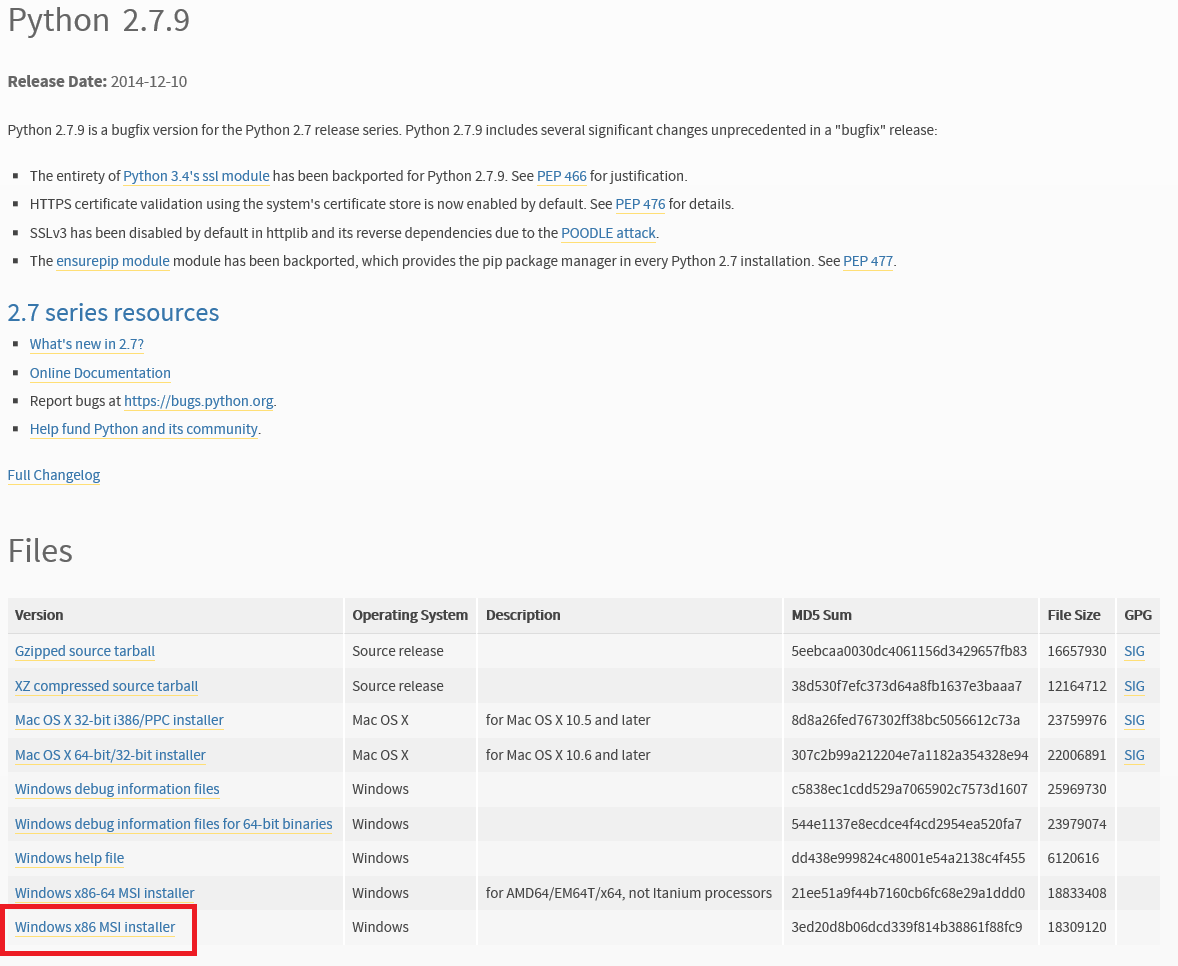 Python 2.7.9
Release Date: 2014-12-10
Python 2.7.9 is a bugfix version for the Python 2.7 release series. Python 2.7.9 includes several significant changes unprecedented in a "bugfix" release:
The entirety of Python 3.4's ssl module has been backported for Python 2.7.9. See PEP 466 for justification.
HTTPS certificate validation using the system's certificate store is now enabled by default. See PEP 476 for details.
SSLv3 has been disabled by default in httplib and its reverse dependencies due to the POODLE attack.
The ensurepip module module has been backported, which provides the pip package manager in every Python 2.7 installation. See PEP 477.
2.7 series resources
What's new in 2.7?
Online Documentation
Report bugs at https://bugs.python.org.
Help fund Python and its community.
Full Changelog
Files
Version Operating System Description MD5 Sum File Size GPG
Gzipped source tarball Source release 5eebcaa0030dc4061156d3429657fb83 16657930 SIG
XZ compressed source tarball Source release 38d530f7efc373d64a8fb1637e3baaa7 12164712 SIG
Mac OS X 32-bit i386/PPC installer Mac OS X for Mac OS X 10.5 and later 8d8a26fed767302ff38bc5056612c73a 23759976 SIG
Mac OS X 64-bit/32-bit installer Mac OS X for Mac OS X 10.6 and later 307c2b99a212204e7a1182a354328e94 22006891 SIG
Windows debug information files Windows c5838ec1cdd529a7065902c7573d1607 25969730
Windows debug information files for 64-bit binaries Windows 544e1137e8ecdce4f4cd2954ea520fa7 23979074
Windows help file Windows dd438e999824c48001e54a2138c4f455 6120616
Windows x86-64 MSI installer Windows for AMD64/EM64T/x64, not Itanium processors 21ee51a9f44b7160cb6fc68e29a1ddd0 18833408
Windows x86 MSI installer Windows 3ed20d8b06dcd339f814b38861f88fc9 18309120